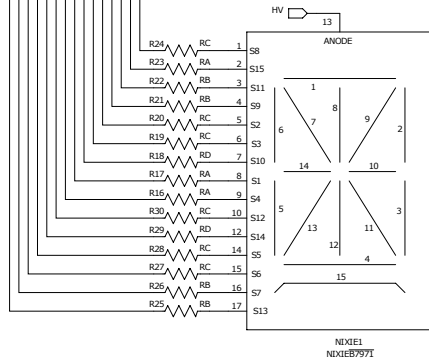 HV
13
ANODE
R24 RC 1 S8
R23 RA 2 S15
R22 RB 3 S11
R21 RB 4 S9
R20 RC 5 S2
R19 RC 6 S3
R18 RD 7 S10
R17 RA 8 S1
R16 RA 9 S4
R30 RC 10 S12
R29 RD 12 S14
R28 RC 14 S5
R27 RC 15 S6
R26 RB 16 S7
R25 RB 17 S13
1
8
7 9
6 2
14 10
5 3
13 12 11
4
15
NIXIE1
NIXIEB7971